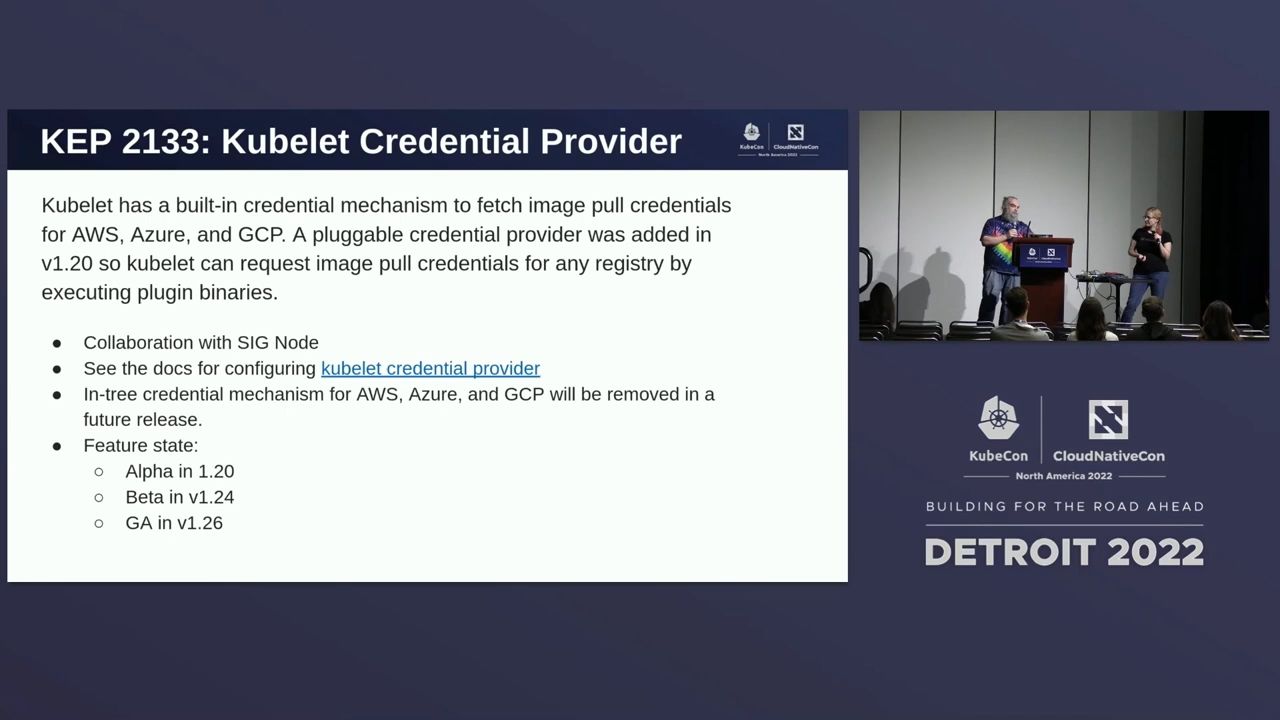 KEP 2133: Kubelet Credential Provider
KubeCon
CloudNativeCon
North America 2022
Kubelet has a built-in credential mechanism to fetch image pull credentials
for AWS, Azure, and GCP. A pluggable credential provider was added in
v1.20 so kubelet can request image pull credentials for any registry by
executing plugin binaries.
● Collaboration with SIG Node
● See the docs for configuring kubelet credential provider
● In-tree credential mechanism for AWS, Azure, and GCP will be removed in a
future release.
● Feature state:
○ Alpha in 1.20
○ Beta in v1.24
○ GA in v1.26
KubeCon
CloudNativeCon
North America 2022
BUILDING FOR THE ROAD AHEAD
DETROIT 2022